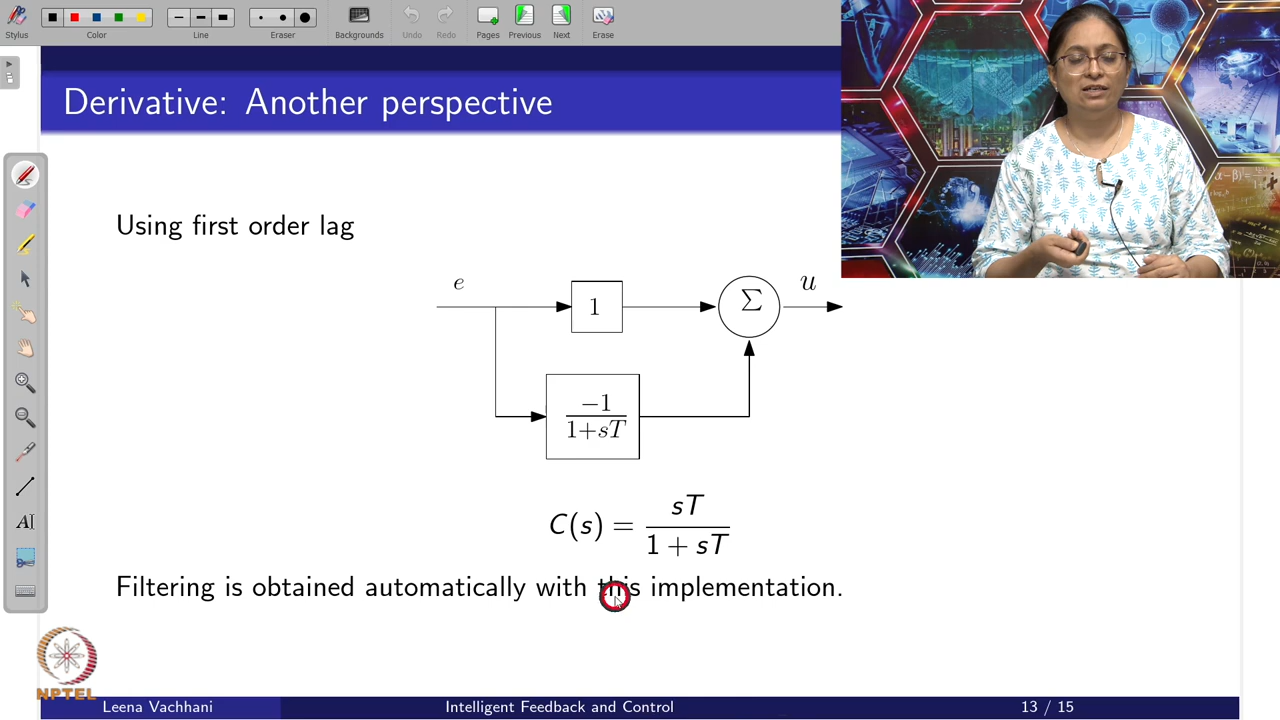 Stylus
Color
Line
Eraser
Backgrounds
Undo
Redo
Pages
Previous
Next
Erase
Derivative: Another perspective
Using first order lag
e
1
Σ
u
−1
1+sT
C(s) = sT / 1 + sT
Filtering is obtained automatically with this implementation.
A
NPTEL
Leena Vachhani
Intelligent Feedback and Control
13 / 15